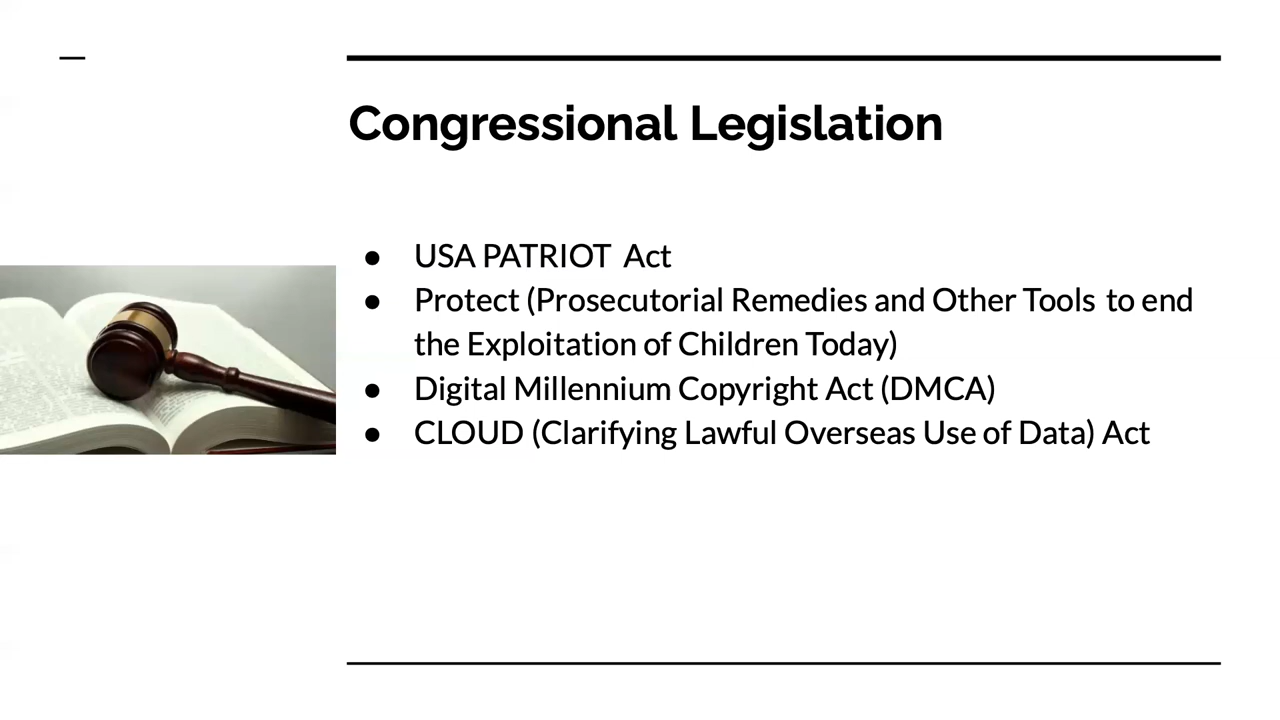 Congressional Legislation
● USA PATRIOT Act
● Protect (Prosecutorial Remedies and Other Tools to end
the Exploitation of Children Today)
● Digital Millennium Copyright Act (DMCA)
● CLOUD (Clarifying Lawful Overseas Use of Data) Act